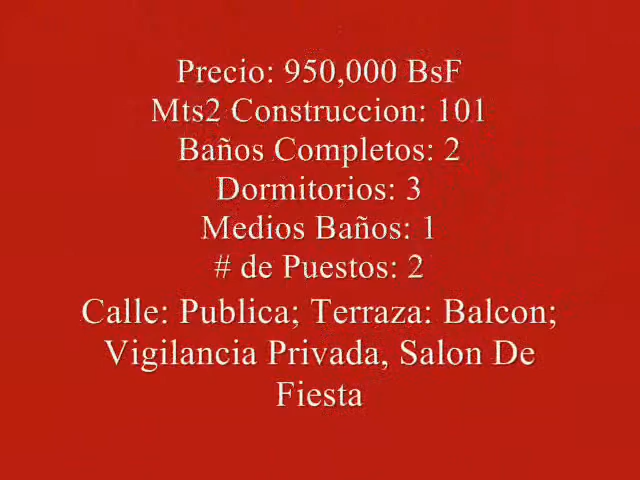 Precio: 950,000 BsF
Mts2 Construccion: 101
Baños Completos: 2
Dormitorios: 3
Medios Baños: 1
# de Puestos: 2
Calle: Publica; Terraza: Balcon;
Vigilancia Privada, Salon De
Fiesta